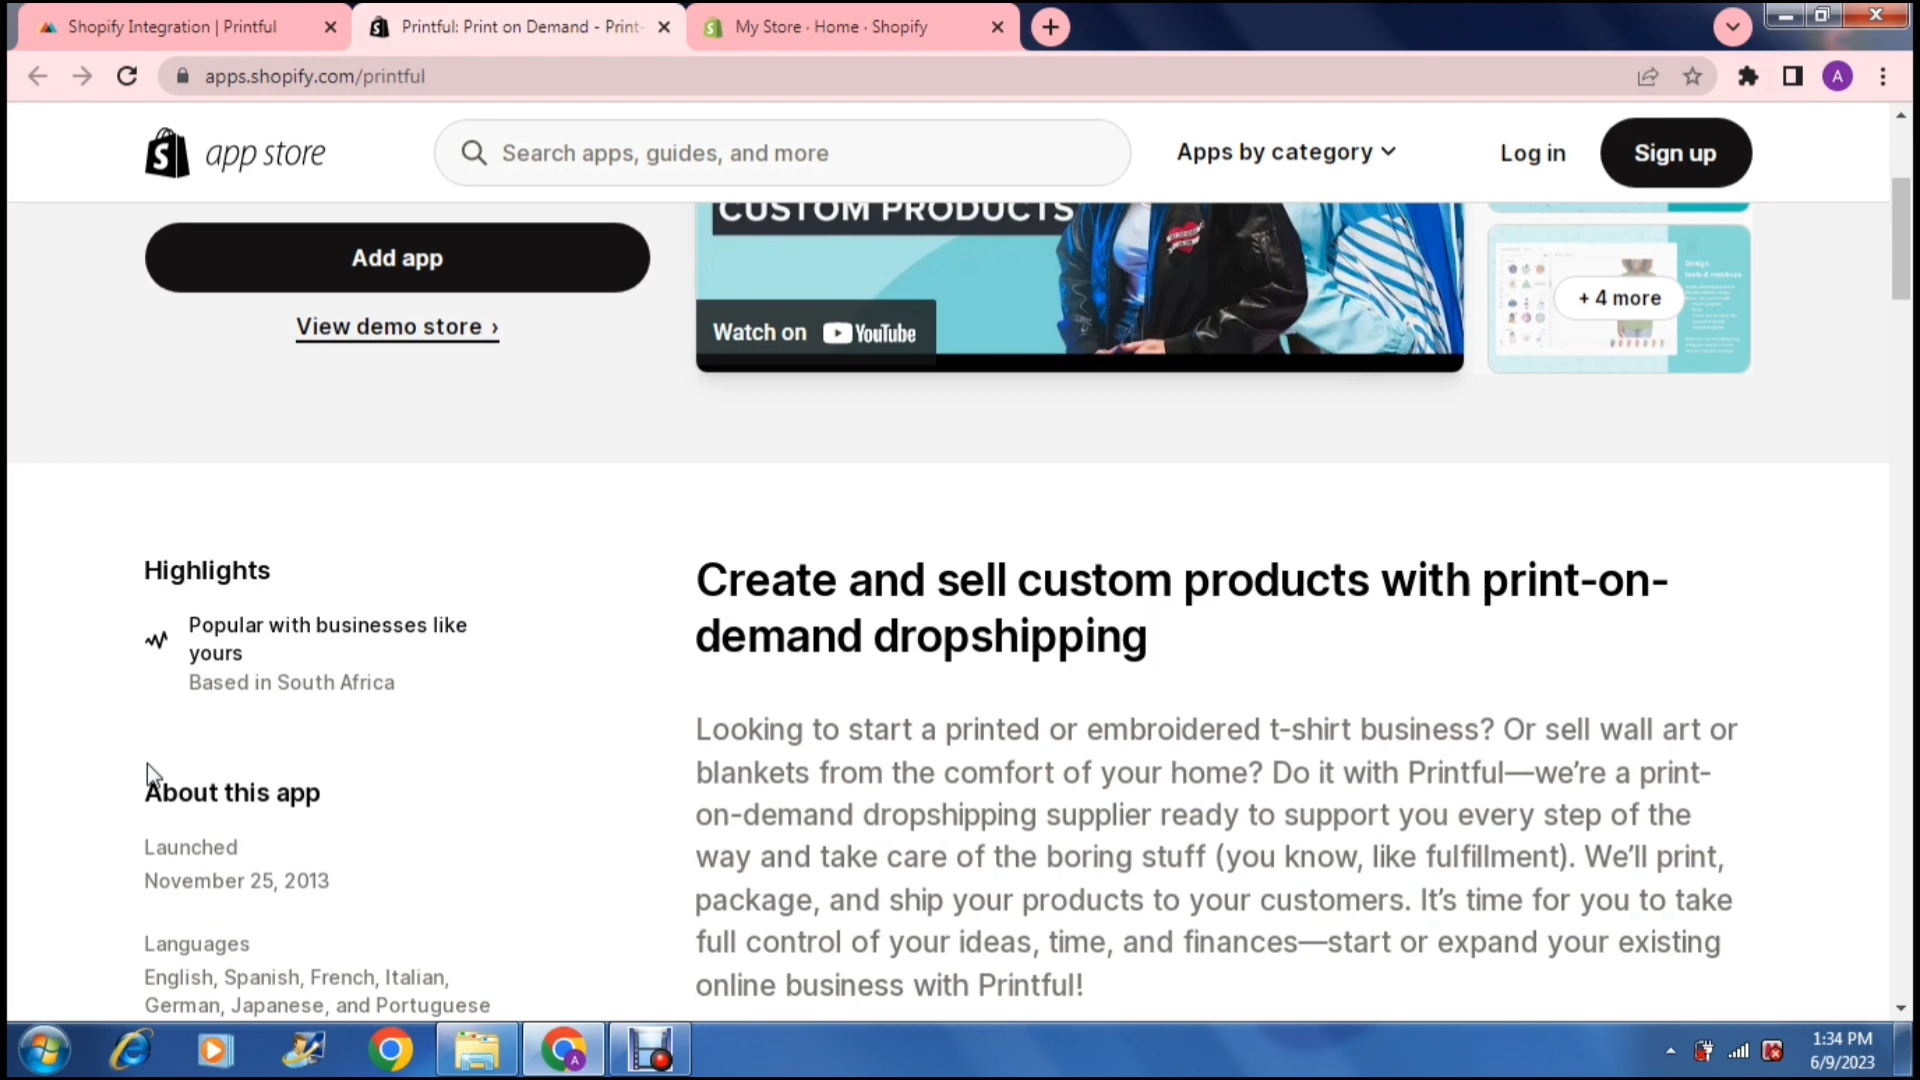 Shopify Integration | Printful
Printful: Print on Demand - Print-
My Store · Home · Shopify
apps.shopify.com/printful
A
app store
Search apps, guides, and more
Apps by category
Log in
Sign up
CUSTOM PRODUCTS
Add app
View demo store ›
Watch on YouTube
Design
tools & mockups
+ 4 more
Highlights
Popular with businesses like
yours
Based in South Africa
Create and sell custom products with print-on-
demand dropshipping
Looking to start a printed or embroidered t-shirt business? Or sell wall art or
blankets from the comfort of your home? Do it with Printful—we’re a print-
on-demand dropshipping supplier ready to support you every step of the
way and take care of the boring stuff (you know, like fulfillment). We’ll print,
package, and ship your products to your customers. It’s time for you to take
full control of your ideas, time, and finances—start or expand your existing
online business with Printful!
About this app
Launched
November 25, 2013
Languages
English, Spanish, French, Italian,
German, Japanese, and Portuguese
A
1:34 PM
6/9/2023